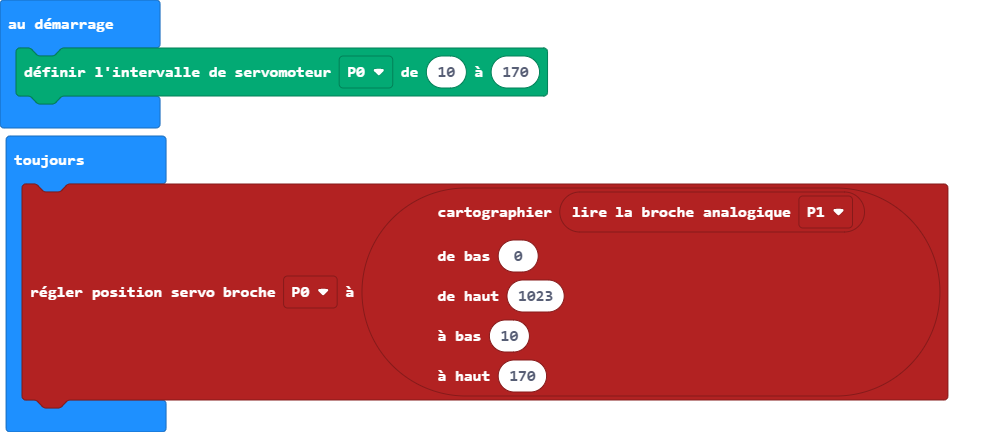 au démarrage
définir l'intervalle de servomoteur P0 de 10 à 170
toujours
cartographier lire la broche analogique P1
de bas 0
de haut 1023
régler position servo broche P0 à
à bas 10
à haut 170